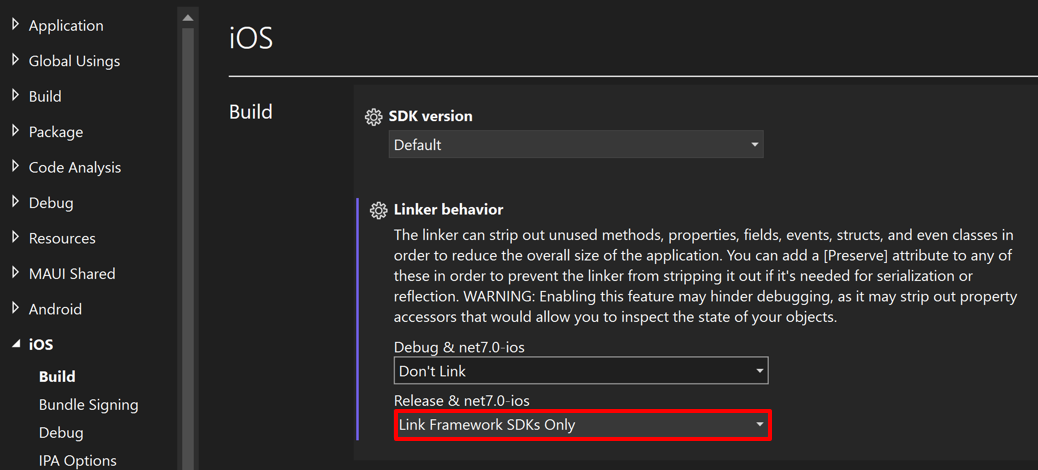 Application
Global Usings
Build
Package
Code Analysis
Debug
Resources
MAUI Shared
Android
iOS
Build
Bundle Signing
Debug
IPA Options
iOS
Build
SDK version
Default
Linker behavior
The linker can strip out unused methods, properties, fields, events, structs, and even classes in
order to reduce the overall size of the application. You can add a [Preserve] attribute to any of
these in order to prevent the linker from stripping it out if it's needed for serialization or
reflection. WARNING: Enabling this feature may hinder debugging, as it may strip out property
accessors that would allow you to inspect the state of your objects.
Debug & net7.0-ios
Don't Link
Release & net7.0-ios
Link Framework SDKs Only